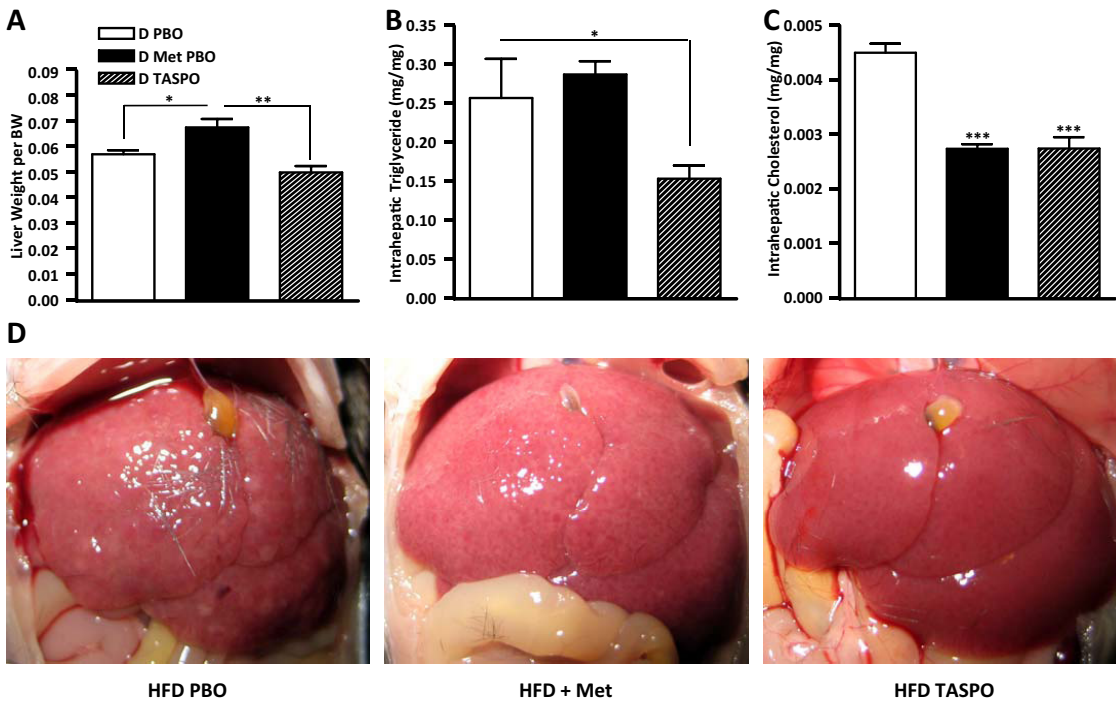 A
D PBO
D Met PBO
D TASPO
Liver Weight per BW
0.09
0.08
0.07
0.06
0.05
0.04
0.03
0.02
0.01
0.00
*
**
B
Intrahepatic Triglyceride (mg/mg)
0.35
0.30
0.25
0.20
0.15
0.10
0.05
0.00
*
C
Intrahepatic Cholesterol (mg/mg)
0.005
0.004
0.003
0.002
0.001
0.000
***
***
D
HFD PBO
HFD + Met
HFD TASPO